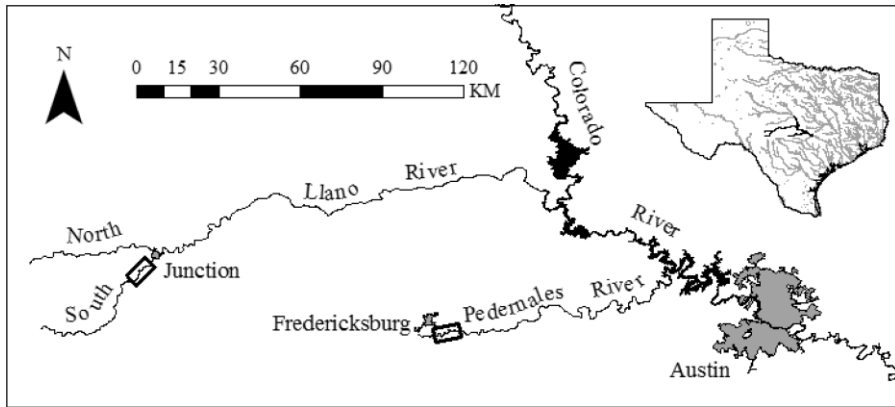 N
0 15 30 60 90 120
KM
Colorado
River
Llano River
North
Junction
South
Fredericksburg
Pedernales River
Austin